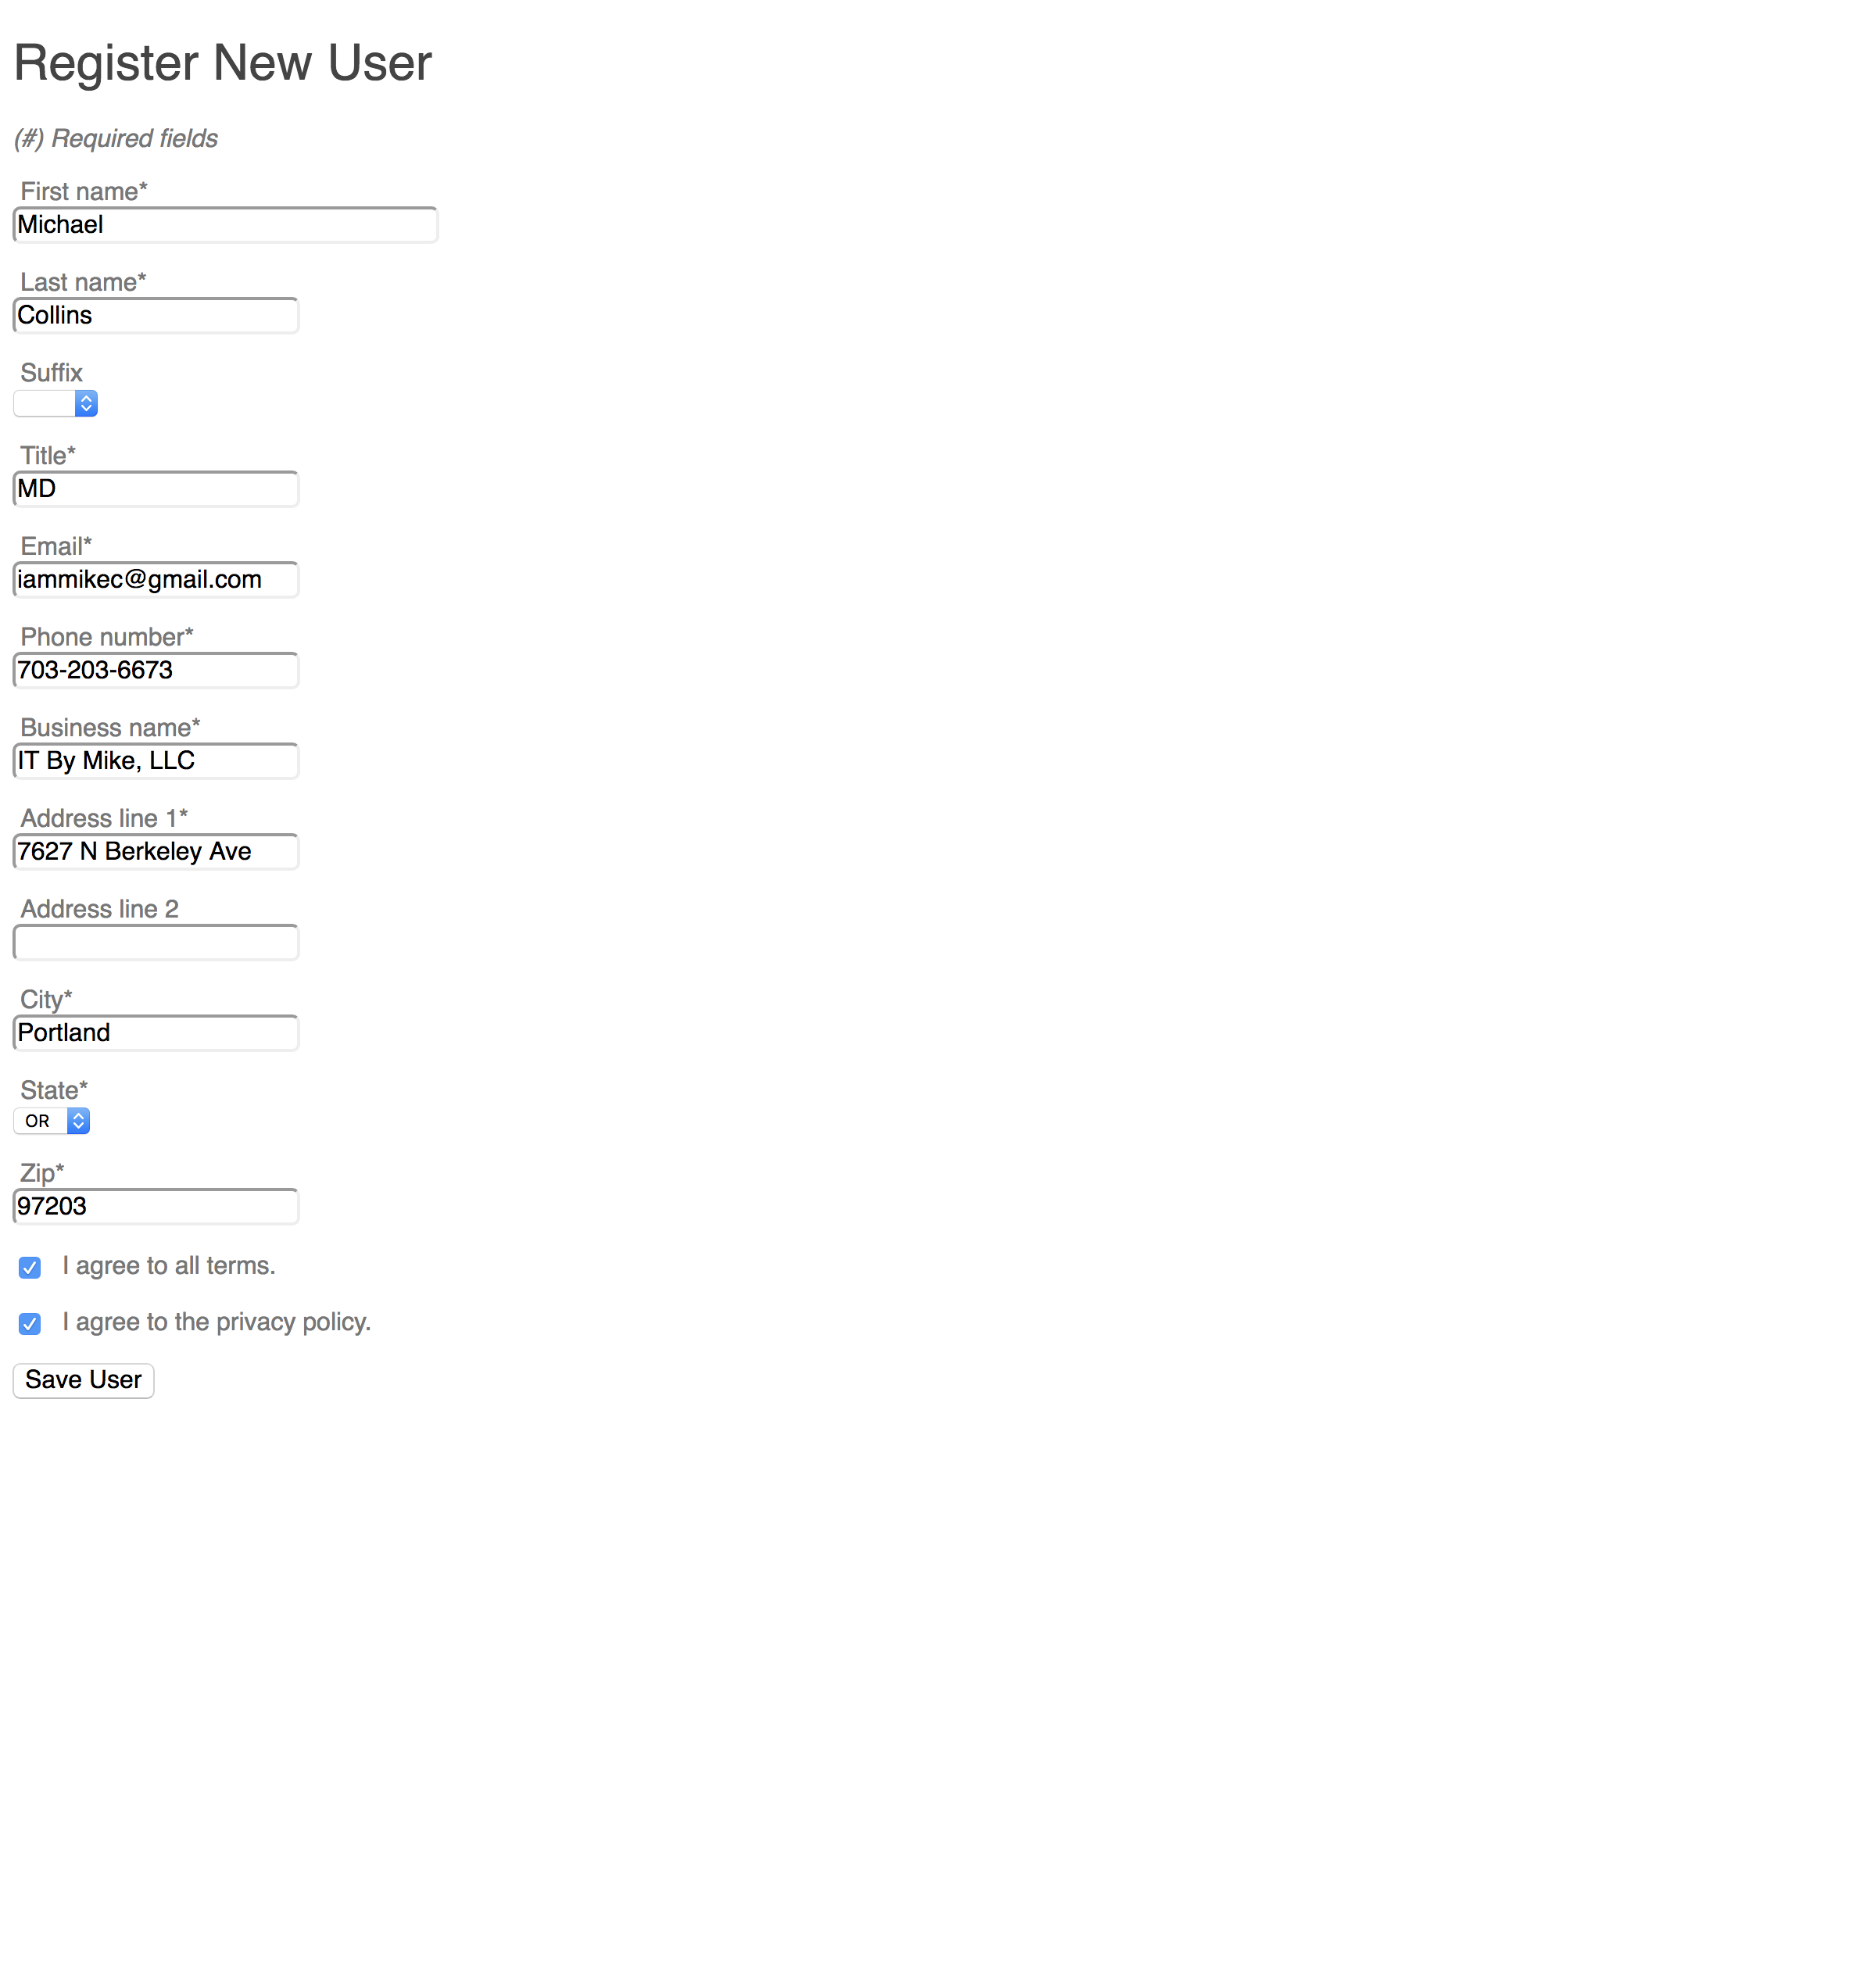 Register New User
(#) Required fields
First name*
Michael
Last name*
Collins
Suffix
Title*
MD
Email*
iammikec@gmail.com
Phone number*
703-203-6673
Business name*
IT By Mike, LLC
Address line 1*
7627 N Berkeley Ave
Address line 2
City*
Portland
State*
OR
Zip*
97203
I agree to all terms.
I agree to the privacy policy.
Save User